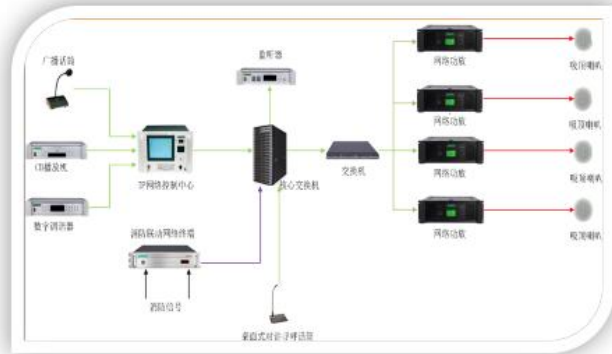 广播话筒
监听器
网络功放
吸顶喇叭
网络功放
吸顶喇叭
CD播放机
IP网络控制中心
核心交换机
交换机
网络功放
吸顶喇叭
数字调谐器
消防联动网络终端
网络功放
吸顶喇叭
消防信号
桌面式对讲
呼话筒